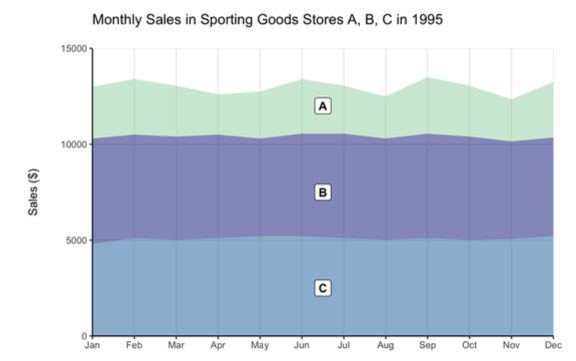 Monthly Sales in Sporting Goods Stores A, B, C in 1995
15000
A
10000
Sales ($)
B
5000
C
0
Jan Feb Mar Apr May Jun Jul Aug Sep Oct Nov Dec